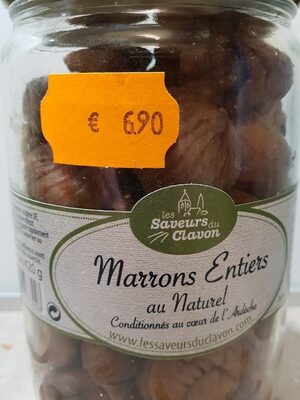 € 6.90
les
Saveurs du
Clavon
Marrons Entiers
au Naturel
Conditionnés au cœur de l'Ardèche
www.lessaveursduclavon.com